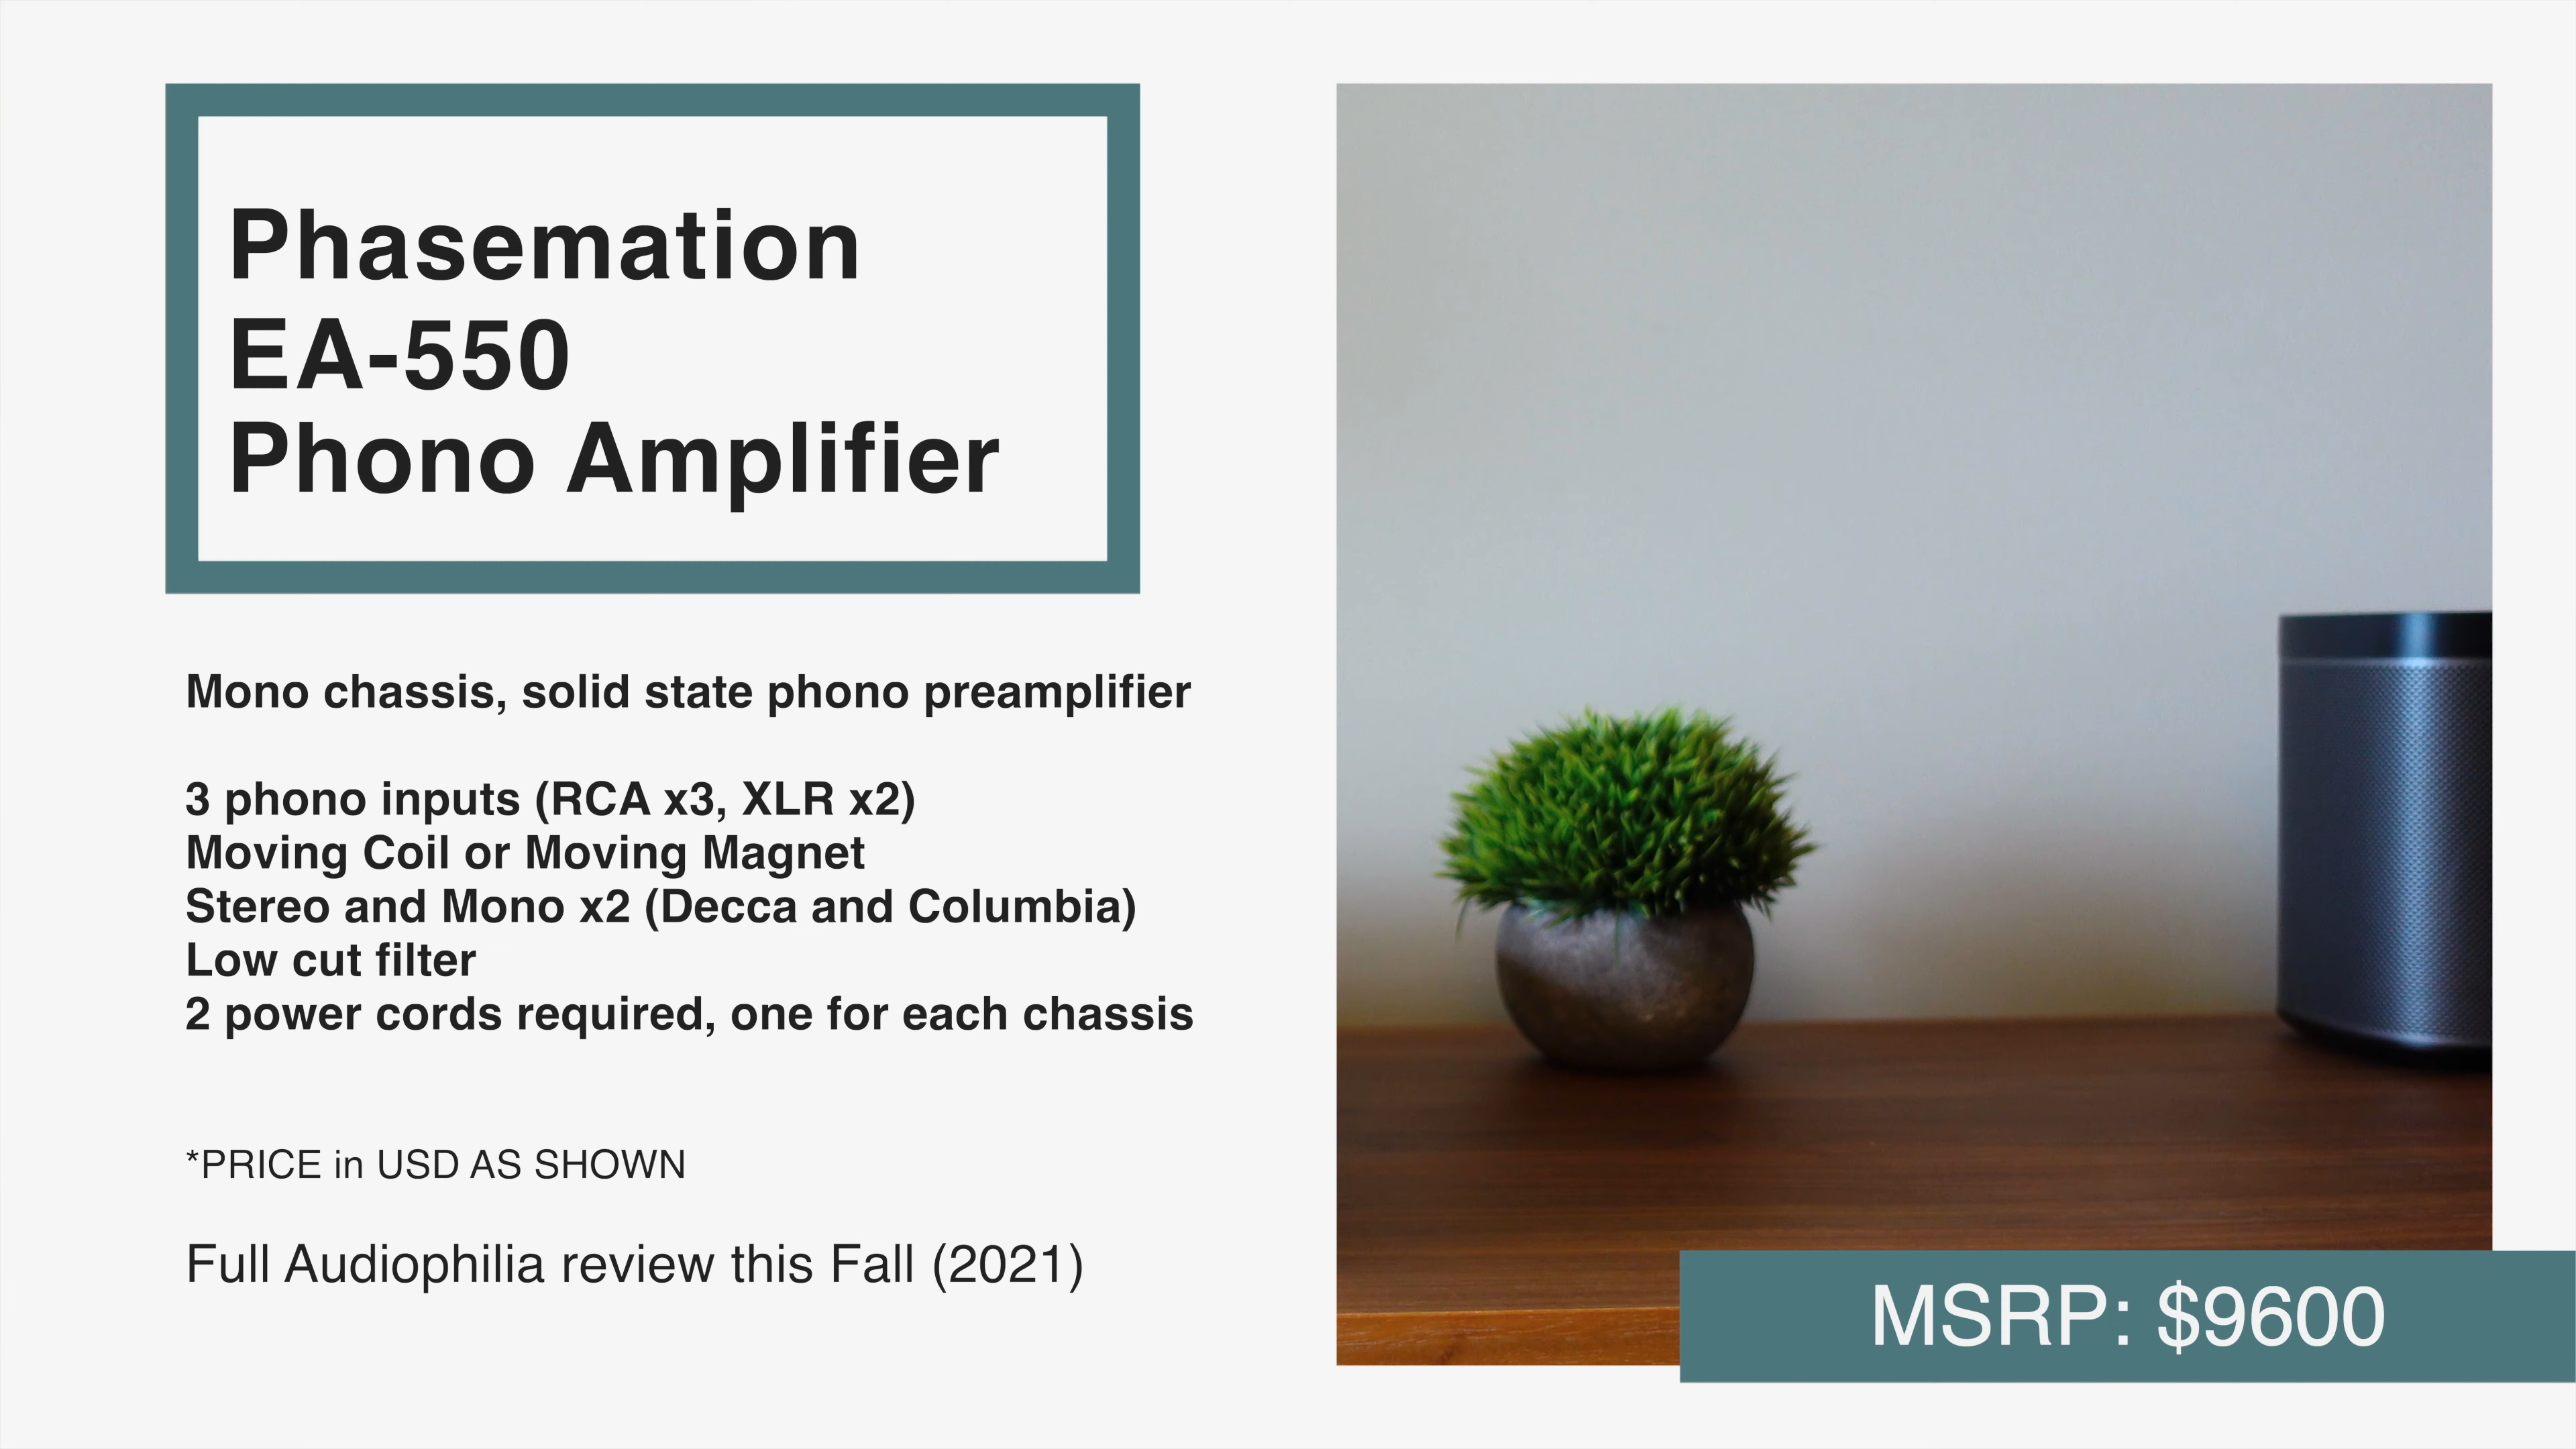 Phasemation
EA-550
Phono Amplifier
Mono chassis, solid state phono preamplifier
3 phono inputs (RCA x3, XLR x2)
Moving Coil or Moving Magnet
Stereo and Mono x2 (Decca and Columbia)
Low cut filter
2 power cords required, one for each chassis
*PRICE in USD AS SHOWN
Full Audiophilia review this Fall (2021)
MSRP: $9600